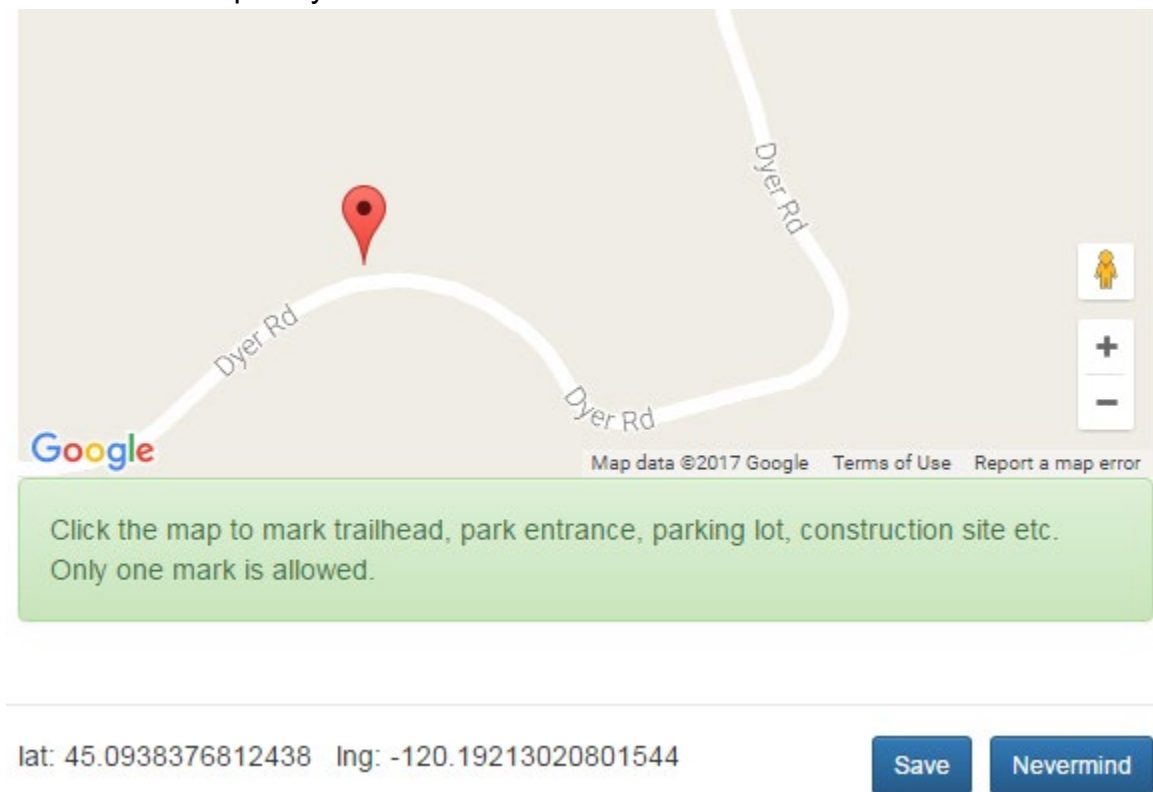 Dyer Rd
Dyer Rd
Dyer Rd
Google
Map data ©2017 Google Terms of Use Report a map error
Click the map to mark trailhead, park entrance, parking lot, construction site etc.
Only one mark is allowed.
lat: 45.0938376812438 lng: -120.19213020801544
Save Nevermind